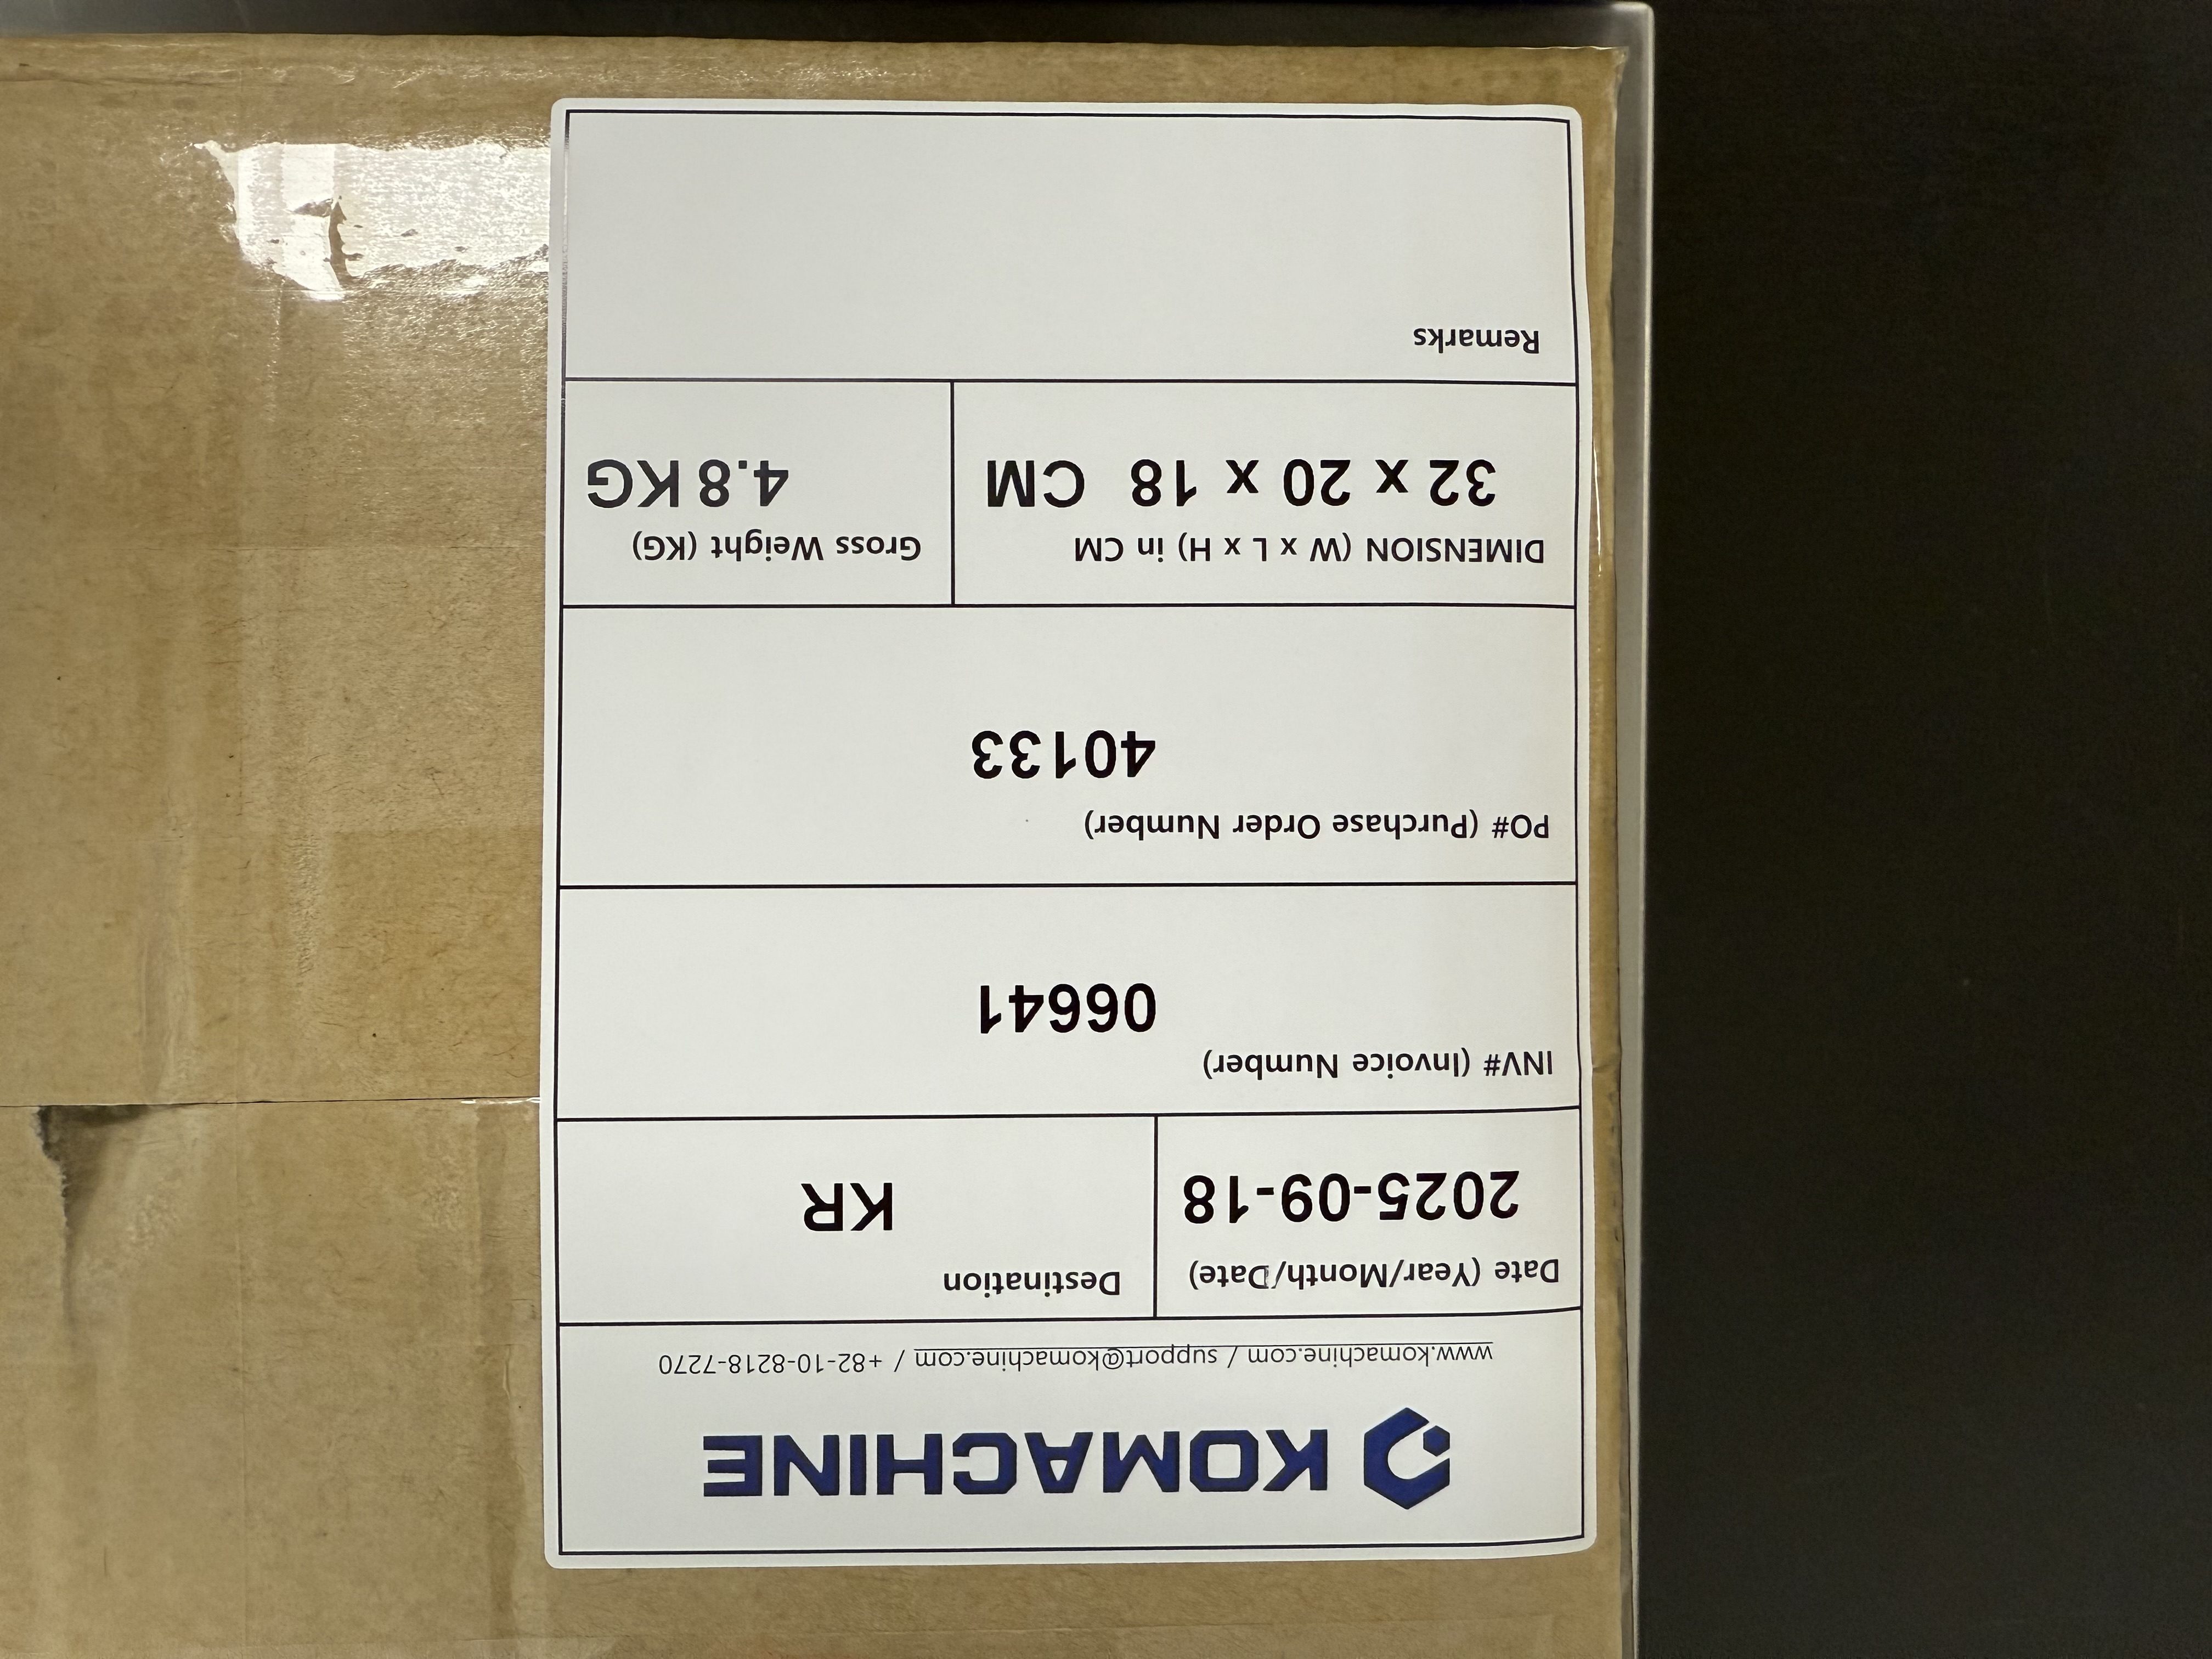 KOMACHINE
www.komachine.com / support@komachine.com / +82-10-8218-7270
Date (Year/Month/Date)
2025-09-18
Destination
KR
INV# (Invoice Number)
06641
PO# (Purchase Order Number)
40133
DIMENSION (W x L x H) in CM
32 x 20 x 18 CM
Gross Weight (KG)
4.8 KG
Remarks